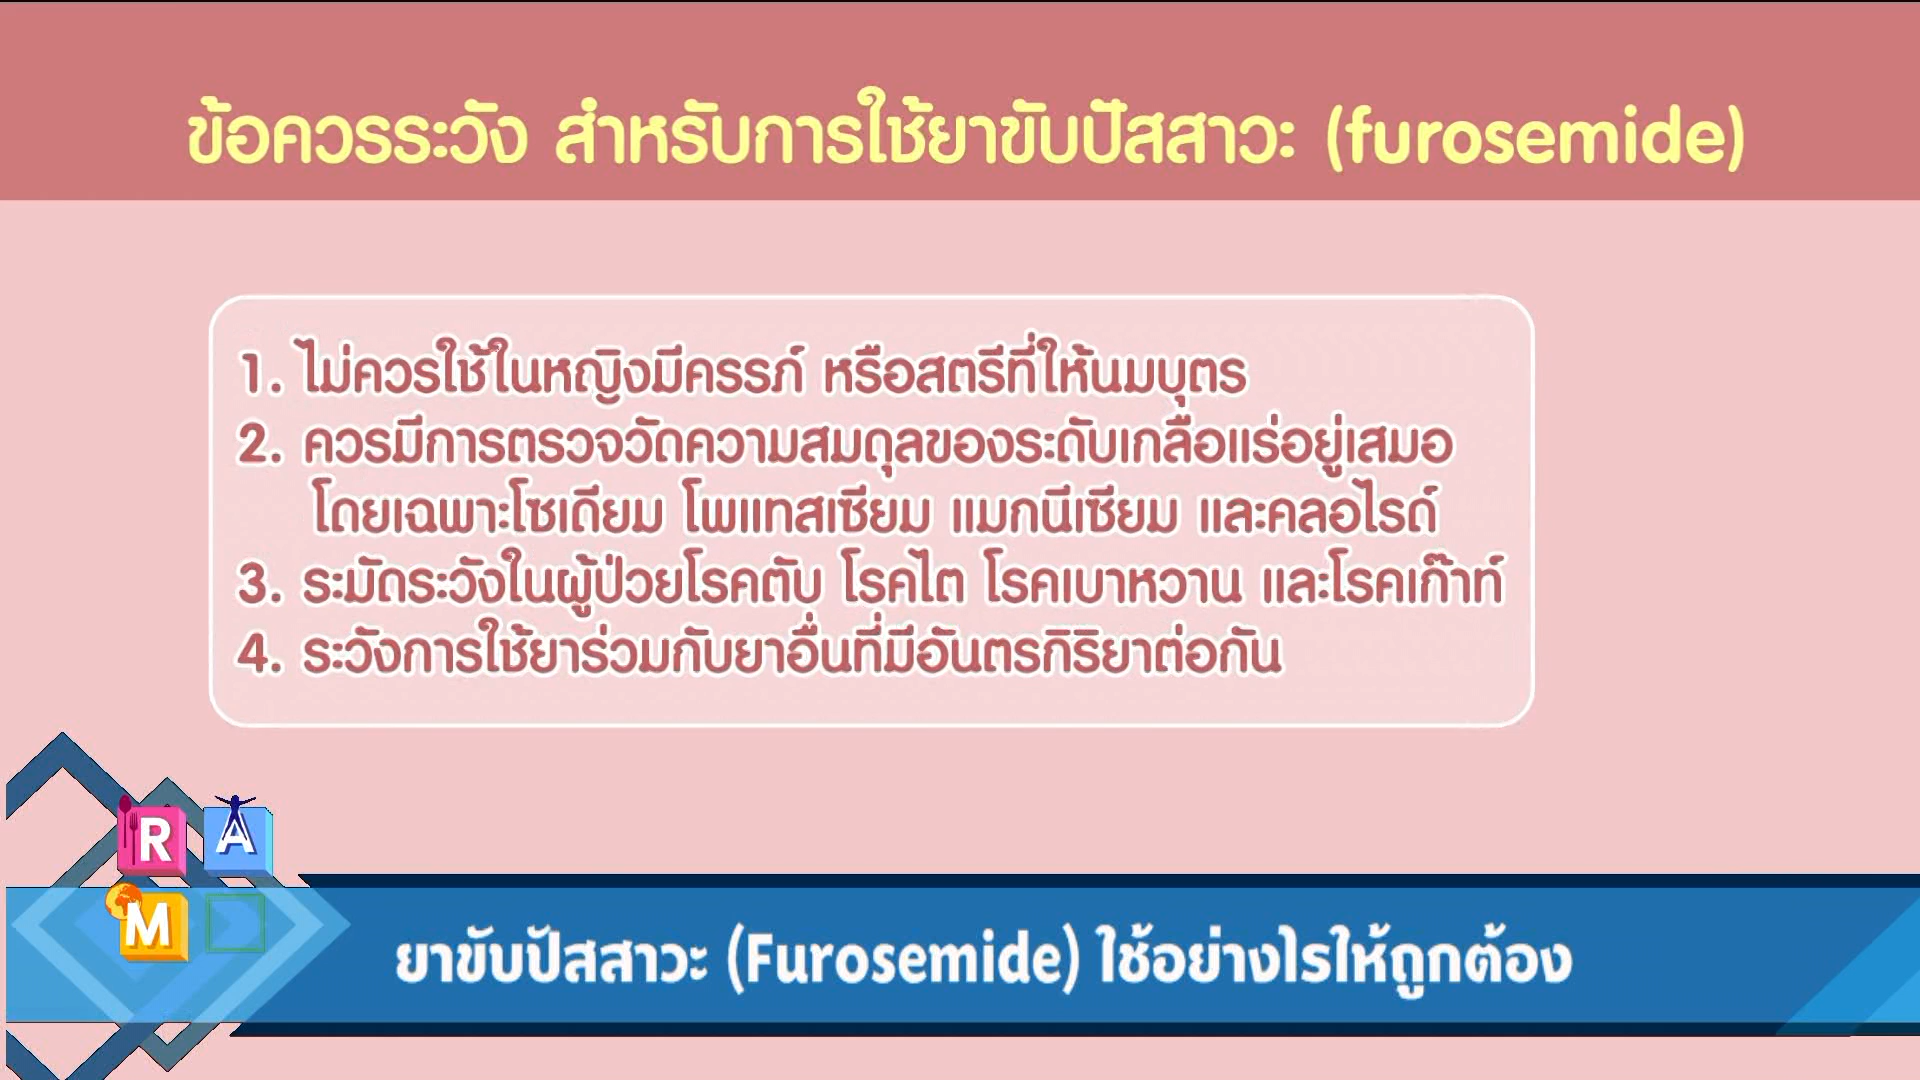 ข้อควรระวัง สำหรับการใช้ยาขับปัสสาวะ (furosemide)
1. ไม่ควรใช้ในหญิงมีครรภ์ หรือสตรีที่ให้นมบุตร
2. ควรมีการตรวจวัดความสมดุลของระดับเกลือแร่อยู่เสมอ
โดยเฉพาะโซเดียม โพแทสเซียม แมกนีเซียม และคลอไรด์
3. ระมัดระวังในผู้ป่วยโรคตับ โรคไต โรคเบาหวาน และโรคเก๊าท์
4. ระวังการใช้ยาร่วมกับยาอื่นที่มีอันตรกิริยาต่อกัน
RA
M
ยาขับปัสสาวะ (Furosemide) ใช้อย่างไรให้ถูกต้อง